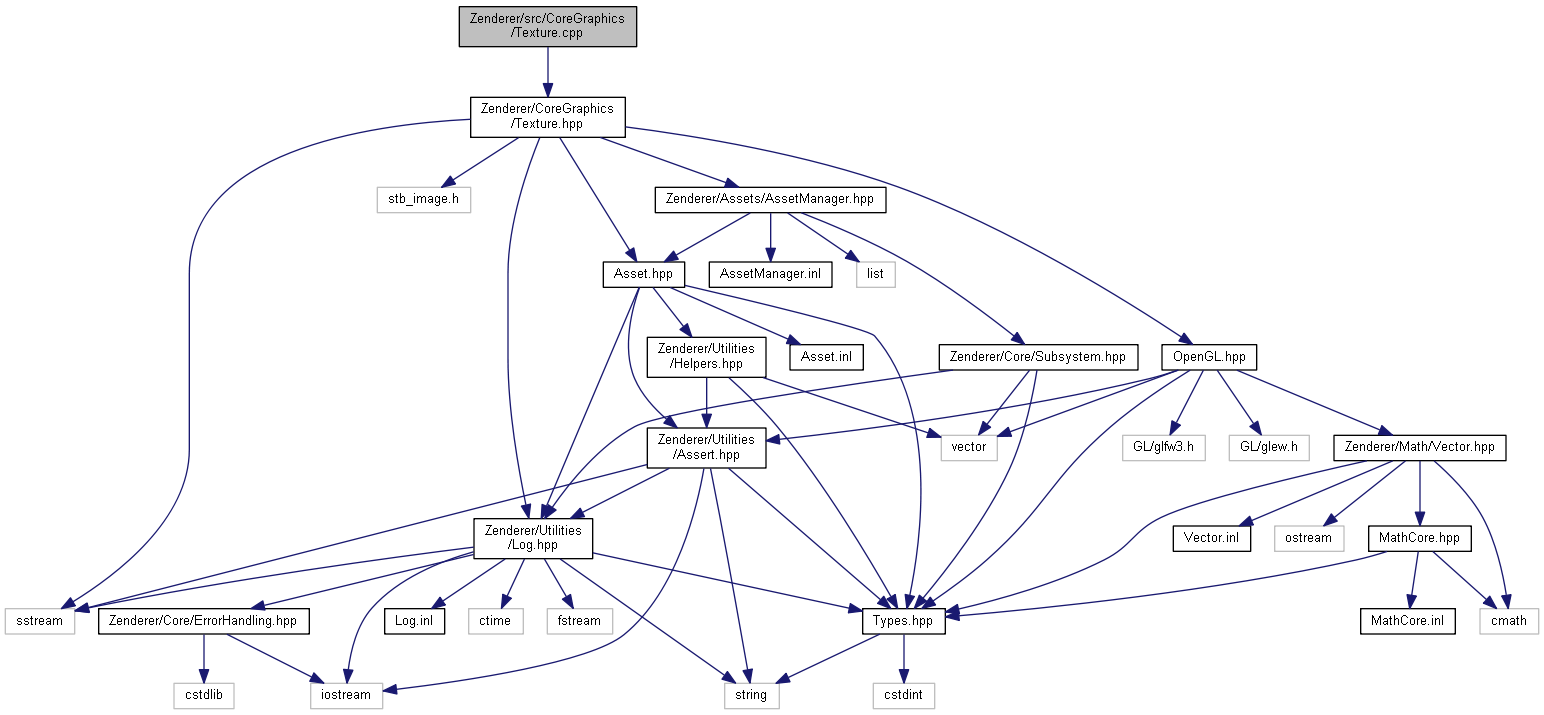 Zenderer/src/CoreGraphics
/Texture.cpp
Zenderer/CoreGraphics
/Texture.hpp
stb_image.h
Zenderer/Assets/AssetManager.hpp
Asset.hpp
AssetManager.inl
list
Zenderer/Utilities
/Helpers.hpp
Asset.inl
Zenderer/Core/Subsystem.hpp
OpenGL.hpp
Zenderer/Utilities
/Assert.hpp
vector
GL/glfw3.h
GL/glew.h
Zenderer/Math/Vector.hpp
Zenderer/Utilities
/Log.hpp
Vector.inl
ostream
MathCore.hpp
sstream
Zenderer/Core/ErrorHandling.hpp
Log.inl
ctime
fstream
Types.hpp
MathCore.inl
cmath
cstdlib
iostream
string
cstdint